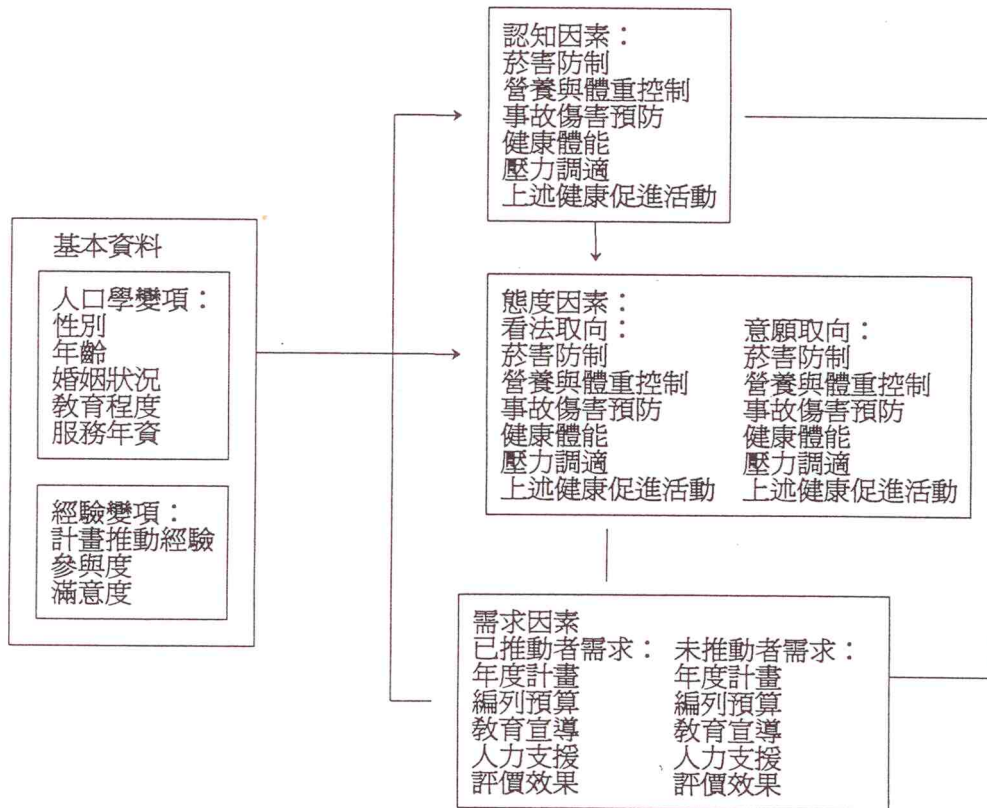 認知因素：
菸害防制
營養與體重控制
事故傷害預防
健康體能
壓力調適
上述健康促進活動
基本資料
人口學變項：
性別
年齡
婚姻狀況
教育程度
服務年資
經驗變項：
計畫推動經驗
參與度
滿意度
態度因素：
看法取向：
菸害防制
營養與體重控制
事故傷害預防
健康體能
壓力調適
上述健康促進活動
意願取向：
菸害防制
營養與體重控制
事故傷害預防
健康體能
壓力調適
上述健康促進活動
需求因素
已推動者需求：
年度計畫
編列預算
教育宣導
人力支援
評價效果
未推動者需求：
年度計畫
編列預算
教育宣導
人力支援
評價效果